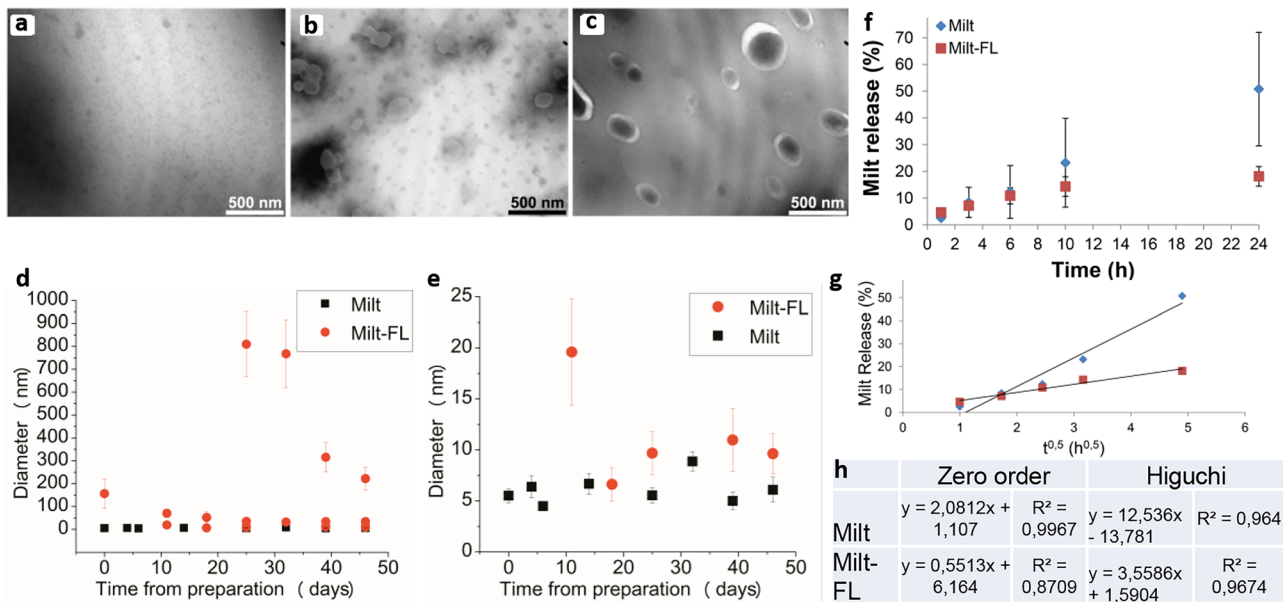 a
500 nm
b
500 nm
c
500 nm
d
1000
900
800
700
600
500
400
300
200
100
0
Diameter (nm)
Milt
Milt-FL
0 10 20 30 40 50
Time from preparation (days)
e
25
20
15
10
5
0
Diameter (nm)
Milt-FL
Milt
0 10 20 30 40 50
Time from preparation (days)
f
Milt
Milt-FL
70
60
50
40
30
20
10
0
Milt release (%)
0 2 4 6 8 10 12 14 16 18 20 22 24
Time (h)
g
50
40
30
20
10
0
Milt Release (%)
0 1 2 3 4 5 6
t0,5 (h0,5)
h
Zero order Higuchi
Milt
y = 2,0812x +
1,107
R² =
0,9967
y = 12,536x
- 13,781
R² = 0,964
Milt-
FL
y = 0,5513x +
6,164
R² =
0,8709
y = 3,5586x
+ 1,5904
R² =
0,9674